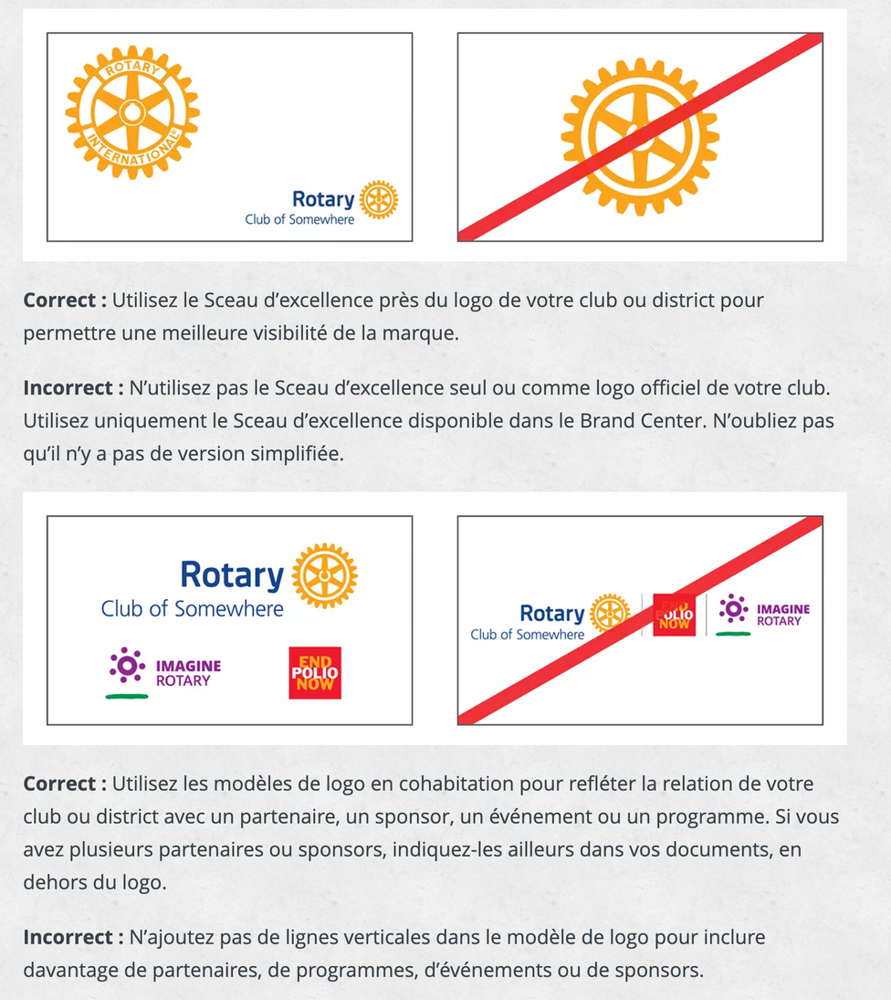 ROTARY
INTERNATIONAL®
Rotary
Club of Somewhere
Correct : Utilisez le Sceau d’excellence près du logo de votre club ou district pour
permettre une meilleure visibilité de la marque.
Incorrect : N’utilisez pas le Sceau d’excellence seul ou comme logo officiel de votre club.
Utilisez uniquement le Sceau d’excellence disponible dans le Brand Center. N’oubliez pas
qu’il n’y a pas de version simplifiée.
Rotary
Club of Somewhere
IMAGINE
ROTARY
END
POLIO
NOW
Rotary
Club of Somewhere
END
POLIO
NOW
IMAGINE
ROTARY
Correct : Utilisez les modèles de logo en cohabitation pour refléter la relation de votre
club ou district avec un partenaire, un sponsor, un événement ou un programme. Si vous
avez plusieurs partenaires ou sponsors, indiquez-les ailleurs dans vos documents, en
dehors du logo.
Incorrect : N’ajoutez pas de lignes verticales dans le modèle de logo pour inclure
davantage de partenaires, de programmes, d’événements ou de sponsors.